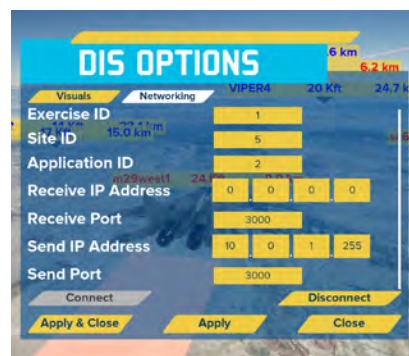 .6 km
DIS OPTIONS
6.2 km
Visuals Networking VIPER4 20 Kft 24.7 k
Exercise ID 1
15.0 km
Site ID 5
Application ID 2
m29west1 24
Receive IP Address 0 . 0 . 0 . 0
Receive Port 3000
Send IP Address 10 . 0 . 1 . 255
Send Port 3000
Connect Disconnect
Apply & Close Apply Close